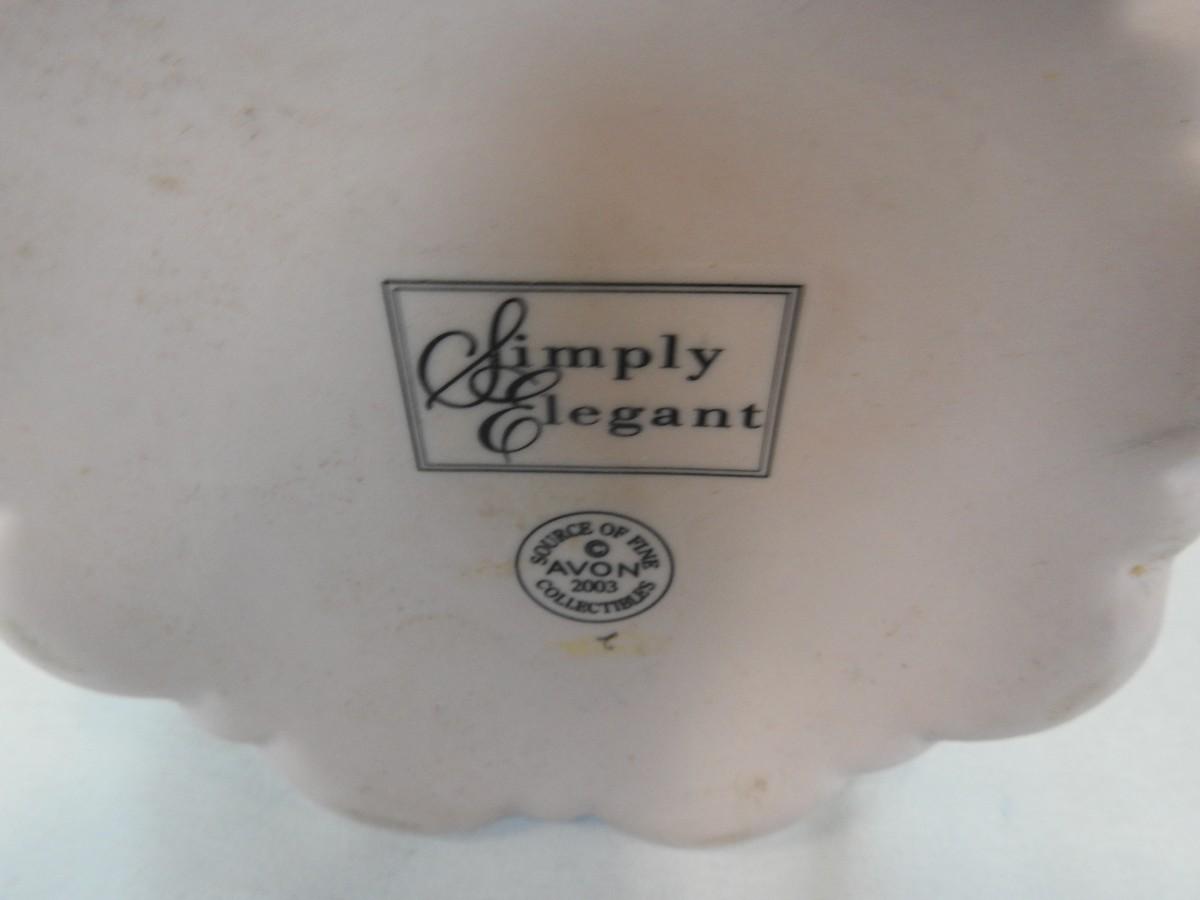 Simply
Elegant
SOURCE OF FINE
©
AVON
2003
COLLECTIBLES